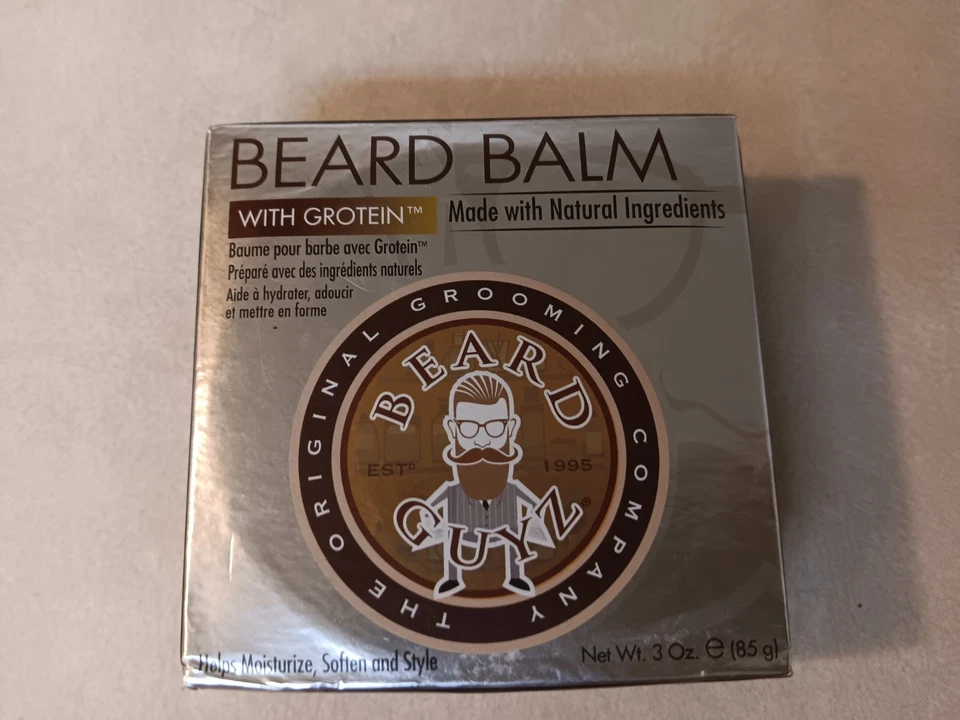 BEARD BALM
WITH GROTEIN™
Made with Natural Ingredients
Baume pour barbe avec Grotein™
Préparé avec des ingrédients naturels
Aide à hydrater, adoucir
et mettre en forme
THE ORIGINAL GROOMING COMPANY
BEARD
ESTD 1995
GUYZ®
Helps Moisturize, Soften and Style
Net Wt. 3 Oz. ℮ (85 g)